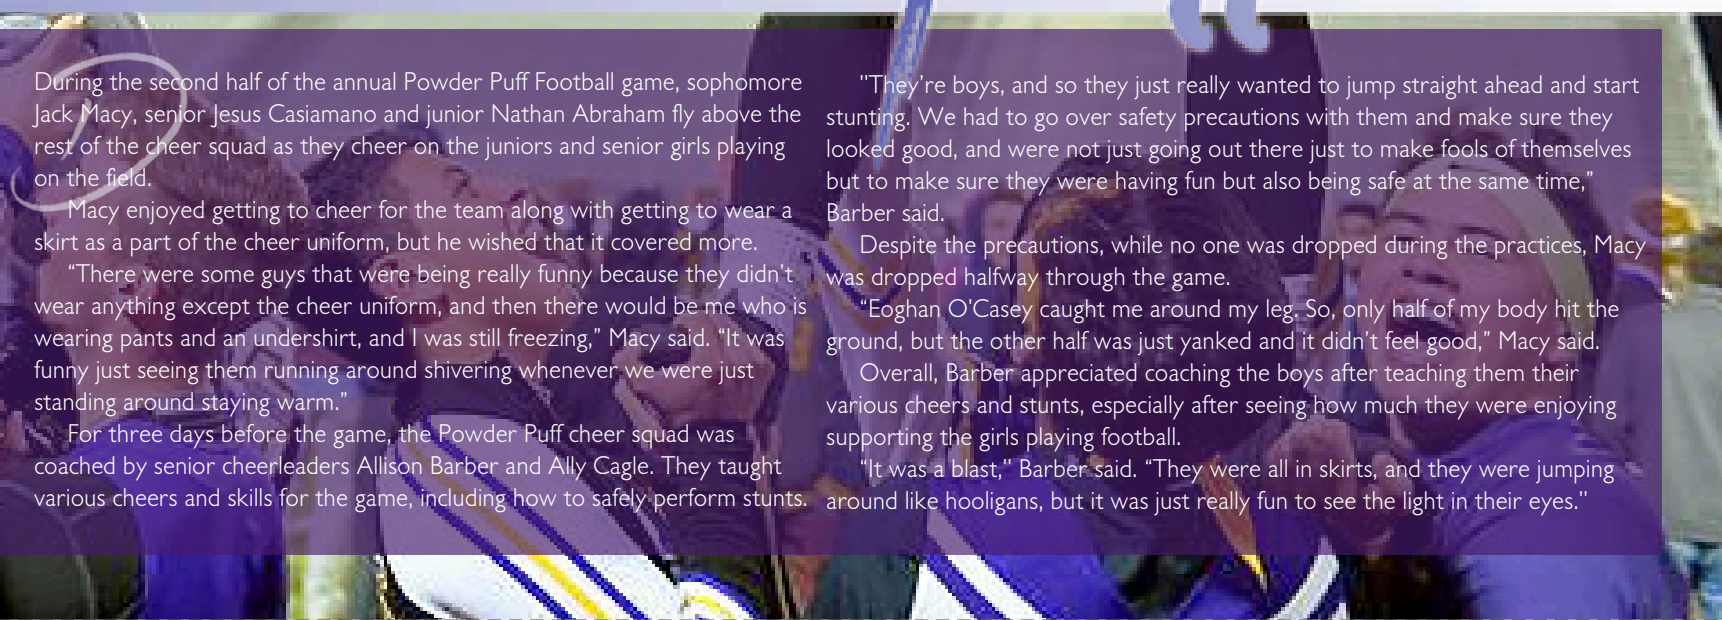 During the second half of the annual Powder Puff Football game, sophomore
Jack Macy, senior Jesus Casiamano and junior Nathan Abraham fly above the
rest of the cheer squad as they cheer on the juniors and senior girls playing
on the field.
Macy enjoyed getting to cheer for the team along with getting to wear a
skirt as a part of the cheer uniform, but he wished that it covered more.
“There were some guys that were being really funny because they didn’t
wear anything except the cheer uniform, and then there would be me who is
wearing pants and an undershirt, and I was still freezing,” Macy said. “It was
funny just seeing them running around shivering whenever we were just
standing around staying warm.”
For three days before the game, the Powder Puff cheer squad was
coached by senior cheerleaders Allison Barber and Ally Cagle. They taught
various cheers and skills for the game, including how to safely perform stunts.
"They’re boys, and so they just really wanted to jump straight ahead and start
stunting. We had to go over safety precautions with them and make sure they
looked good, and were not just going out there just to make fools of themselves
but to make sure they were having fun but also being safe at the same time,”
Barber said.
Despite the precautions, while no one was dropped during the practices, Macy
was dropped halfway through the game.
“Eoghan O'Casey caught me around my leg. So, only half of my body hit the
ground, but the other half was just yanked and it didn’t feel good,” Macy said.
Overall, Barber appreciated coaching the boys after teaching them their
various cheers and stunts, especially after seeing how much they were enjoying
supporting the girls playing football.
“It was a blast," Barber said. “They were all in skirts, and they were jumping
around like hooligans, but it was just really fun to see the light in their eyes."